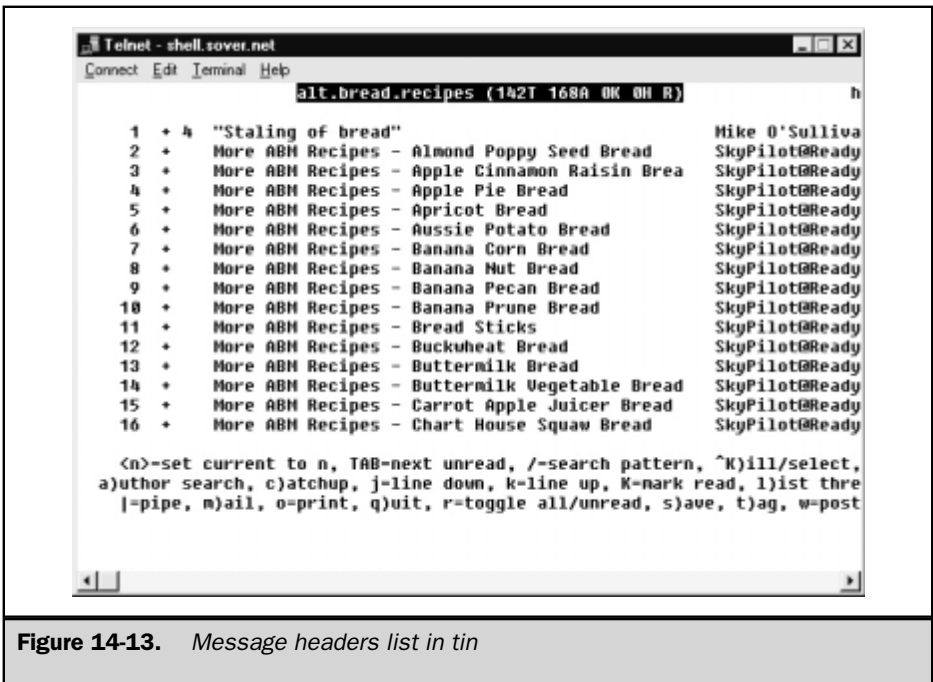 Telnet - shell.sover.net
Connect Edit Terminal Help
alt.bread.recipes (142T 168A 0K 0H R) h
1 + 4 "Staling of bread" Mike O'Sulliva
2 + More ABM Recipes - Almond Poppy Seed Bread SkyPilot@Ready
3 + More ABM Recipes - Apple Cinnamon Raisin Brea SkyPilot@Ready
4 + More ABM Recipes - Apple Pie Bread SkyPilot@Ready
5 + More ABM Recipes - Apricot Bread SkyPilot@Ready
6 + More ABM Recipes - Aussie Potato Bread SkyPilot@Ready
7 + More ABM Recipes - Banana Corn Bread SkyPilot@Ready
8 + More ABM Recipes - Banana Nut Bread SkyPilot@Ready
9 + More ABM Recipes - Banana Pecan Bread SkyPilot@Ready
10 + More ABM Recipes - Banana Prune Bread SkyPilot@Ready
11 + More ABM Recipes - Bread Sticks SkyPilot@Ready
12 + More ABM Recipes - Buckwheat Bread SkyPilot@Ready
13 + More ABM Recipes - Buttermilk Bread SkyPilot@Ready
14 + More ABM Recipes - Buttermilk Vegetable Bread SkyPilot@Ready
15 + More ABM Recipes - Carrot Apple Juicer Bread SkyPilot@Ready
16 + More ABM Recipes - Chart House Squaw Bread SkyPilot@Ready
<n>=set current to n, TAB=next unread, /=search pattern, ^K)ill/select,
a)uthor search, c)atchup, j=line down, k=line up, K=mark read, l)ist thre
|=pipe, m)ail, o=print, q)uit, r=toggle all/unread, s)ave, t)ag, w=post
Figure 14-13. Message headers list in tin